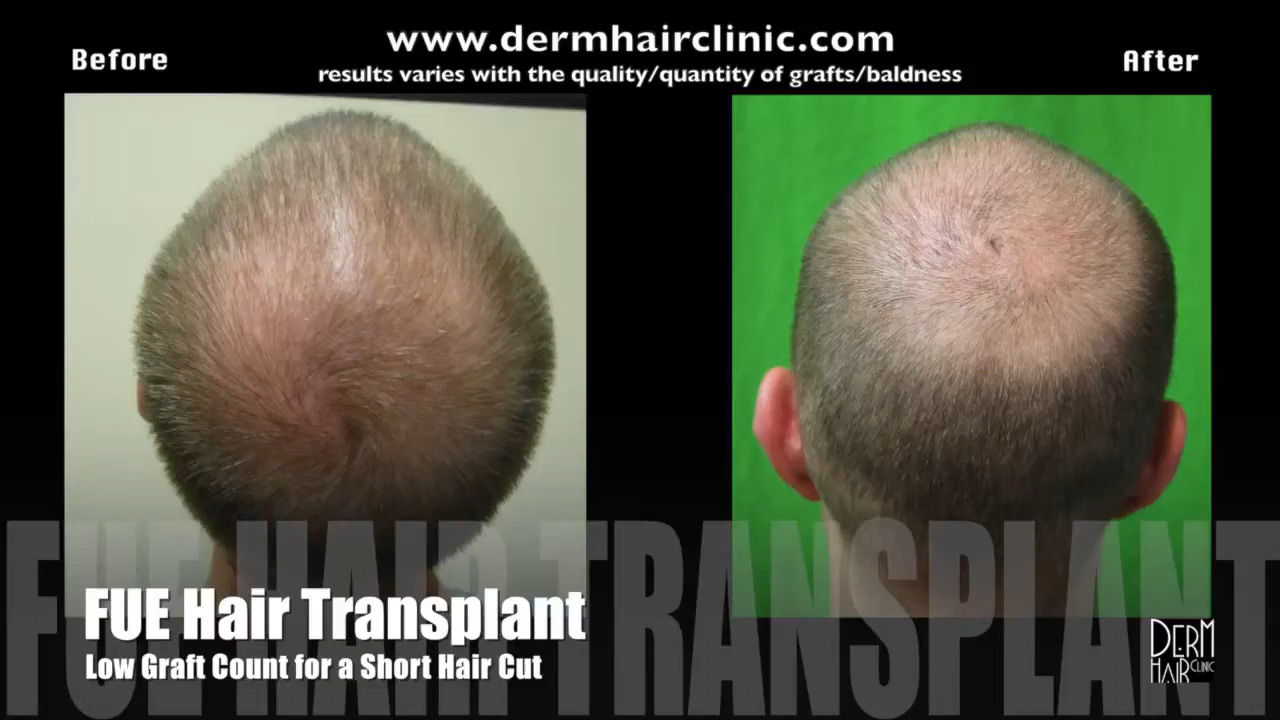 www.dermhairclinic.com
Before
After
results varies with the quality/quantity of grafts/baldness
FUE HAIR TRANSPLANT
FUE Hair Transplant
Low Graft Count for a Short Hair Cut
DERM
HAIR CLINIC